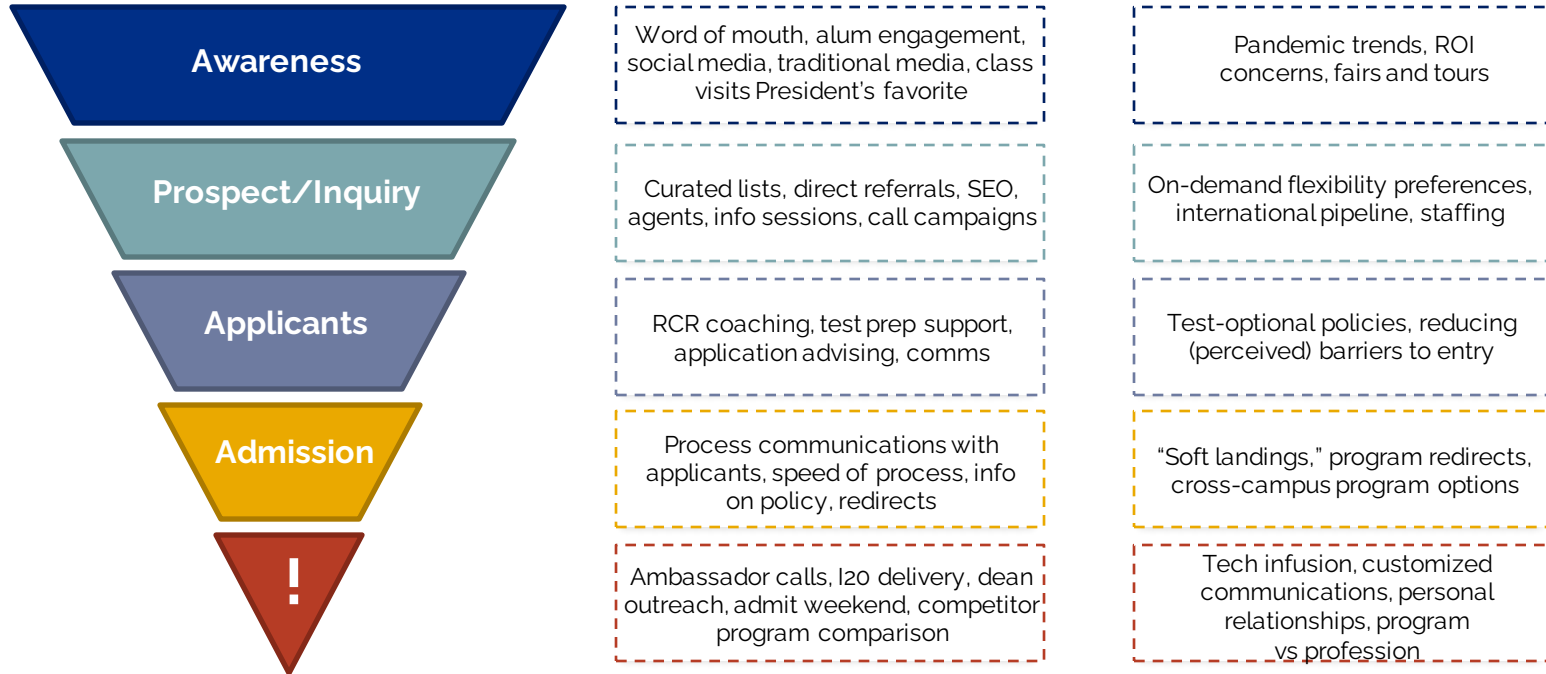 Awareness
Word of mouth, alum engagement,
social media, traditional media, class
visits President's favorite
Pandemic trends, ROI
concerns, fairs and tours
Prospect/Inquiry
Curated lists, direct referrals, SEO,
agents, info sessions, call campaigns
On-demand flexibility preferences,
international pipeline, staffing
Applicants
RCR coaching, test prep support,
application advising, comms
Test-optional policies, reducing
(perceived) barriers to entry
Admission
Process communications with
applicants, speed of process, info
on policy, redirects
“Soft landings,” program redirects,
cross-campus program options
!
Ambassador calls, I20 delivery, dean
outreach, admit weekend, competitor
program comparison
Tech infusion, customized
communications, personal
relationships, program
vs profession